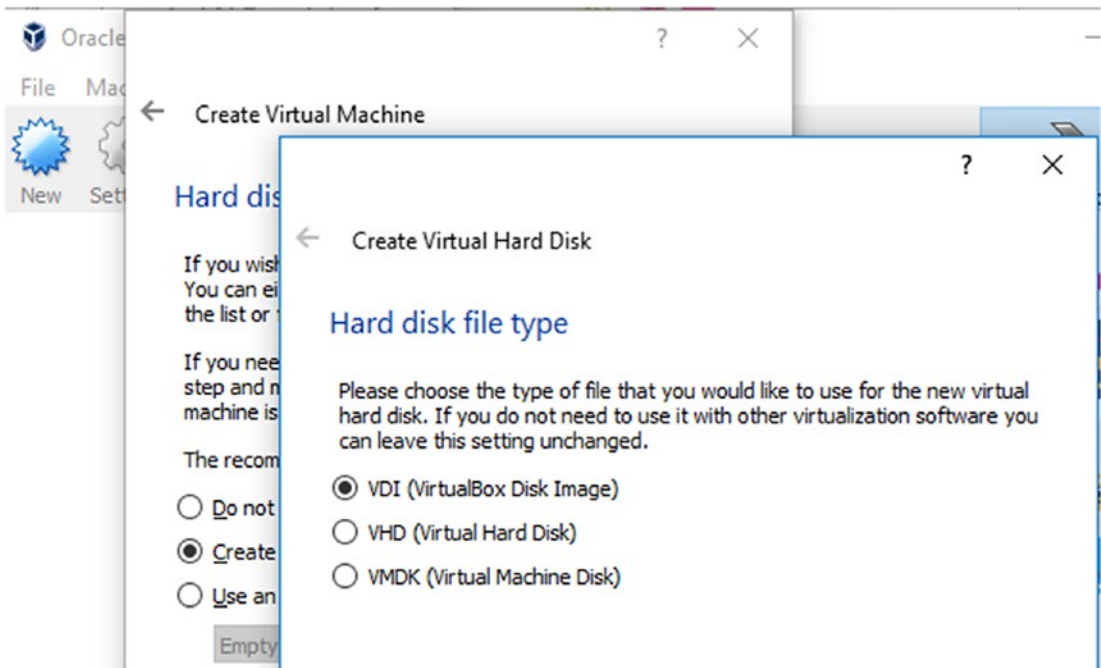 Oracle
File Mac
New Sett
Create Virtual Machine
Hard dis
If you wish
You can ei
the list or
If you nee
step and m
machine is
The recom
Do not
Create
Use an
Empty
Create Virtual Hard Disk
Hard disk file type
Please choose the type of file that you would like to use for the new virtual
hard disk. If you do not need to use it with other virtualization software you
can leave this setting unchanged.
VDI (VirtualBox Disk Image)
VHD (Virtual Hard Disk)
VMDK (Virtual Machine Disk)